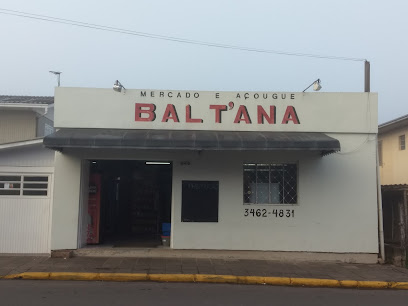 MERCADO E AÇOUGUE
BALT'ANA
3462-4831